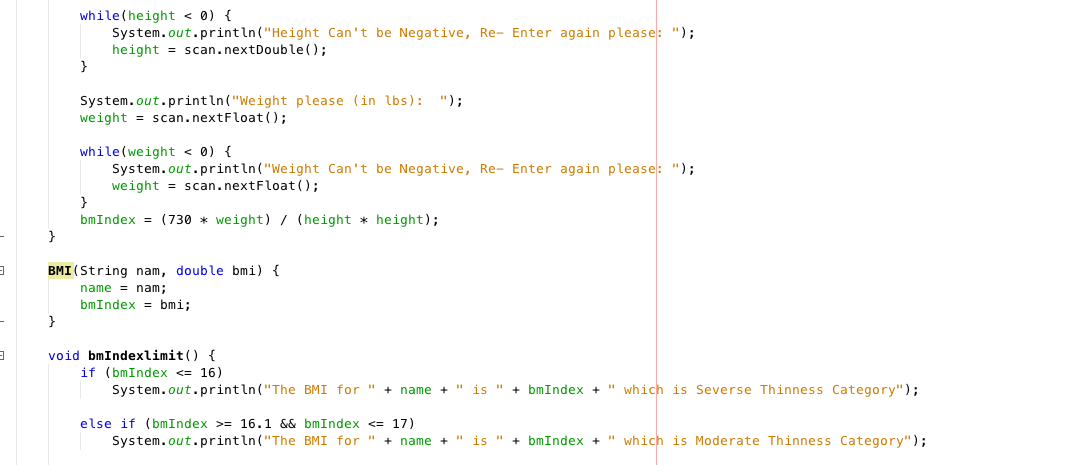 while(height < 0) {
System.out.println("Height Can't be Negative, Re- Enter again please: ");
height = scan.nextDouble();
}
System.out.println("Weight please (in lbs):  ");
weight = scan.nextFloat();
while(weight < 0) {
System.out.println("Weight Can't be Negative, Re- Enter again please: ");
weight = scan.nextFloat();
}
bmIndex = (730 * weight) / (height * height);
}
BMI(String nam, double bmi) {
name = nam;
bmIndex = bmi;
}
void bmIndexlimit() {
if (bmIndex <= 16)
System.out.println("The BMI for " + name + " is " + bmIndex + " which is Severse Thinness Category");
else if (bmIndex >= 16.1 && bmIndex <= 17)
System.out.println("The BMI for " + name + " is " + bmIndex + " which is Moderate Thinness Category");